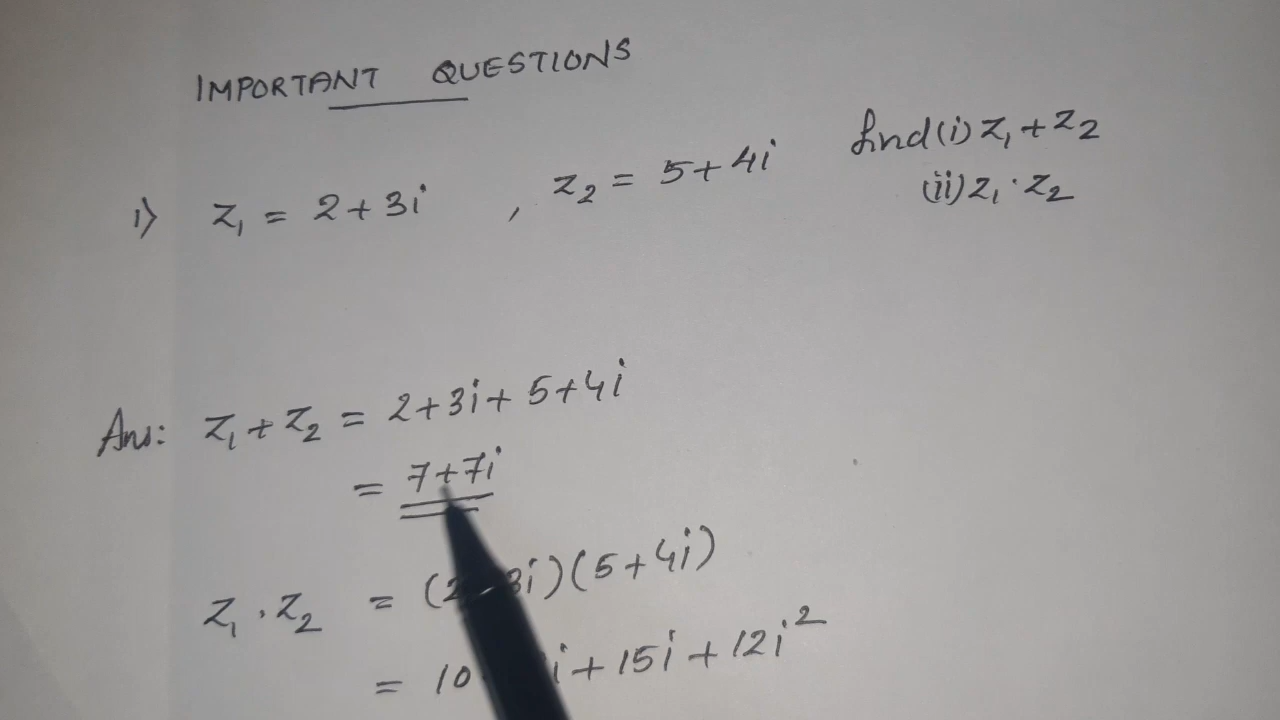 IMPORTANT QUESTIONS
1) Z₁ = 2+3i , Z₂ = 5+4i find (i) Z₁+Z₂
(ii) Z₁·Z₂
Ans: Z₁+Z₂ = 2+3i+5+4i
= 7+7i
Z₁·Z₂ = (2 3i)(5+4i)
= 10 i+15i+12i²